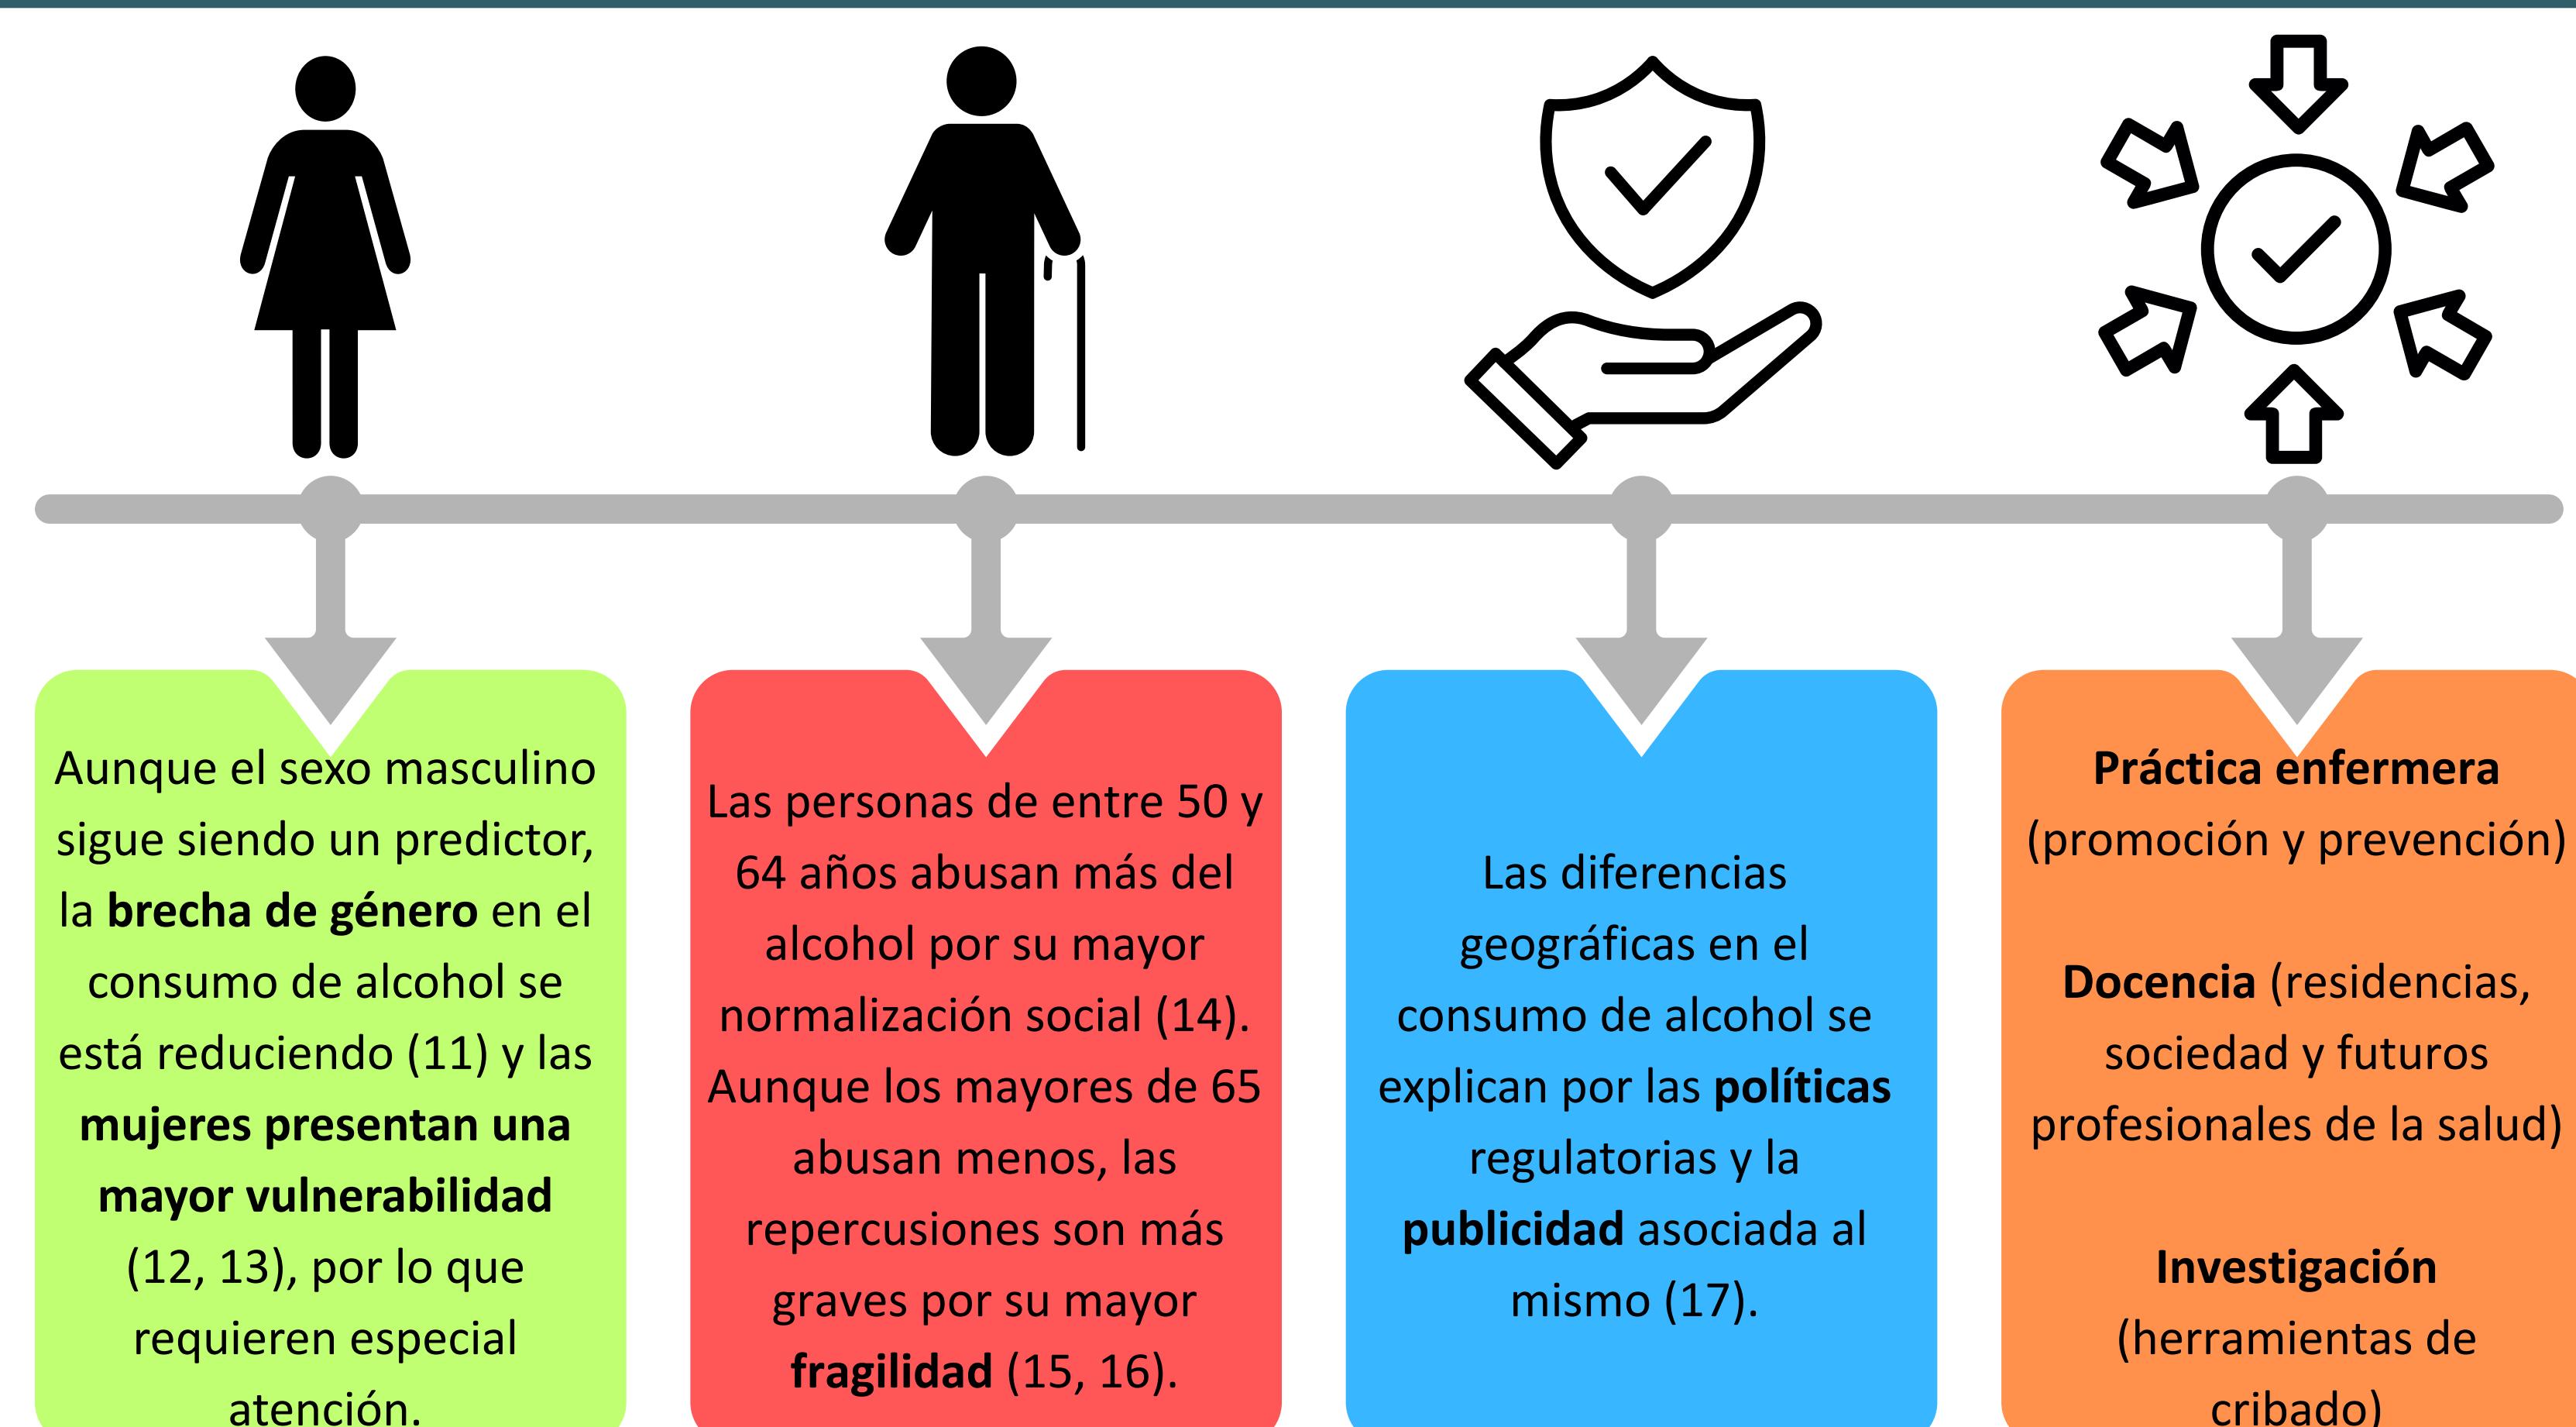 Aunque el sexo masculino
sigue siendo un predictor,
la brecha de género en el
consumo de alcohol se
está reduciendo (11) y las
mujeres presentan una
mayor vulnerabilidad
(12, 13), por lo que
requieren especial
atención.
Las personas de entre 50 y
64 años abusan más del
alcohol por su mayor
normalización social (14).
Aunque los mayores de 65
abusan menos, las
repercusiones son más
graves por su mayor
fragilidad (15, 16).
Las diferencias
geográficas en el
consumo de alcohol se
explican por las políticas
regulatorias y la
publicidad asociada al
mismo (17).
Práctica enfermera
(promoción y prevención)
Docencia (residencias,
sociedad y futuros
profesionales de la salud)
Investigación
(herramientas de
cribado)